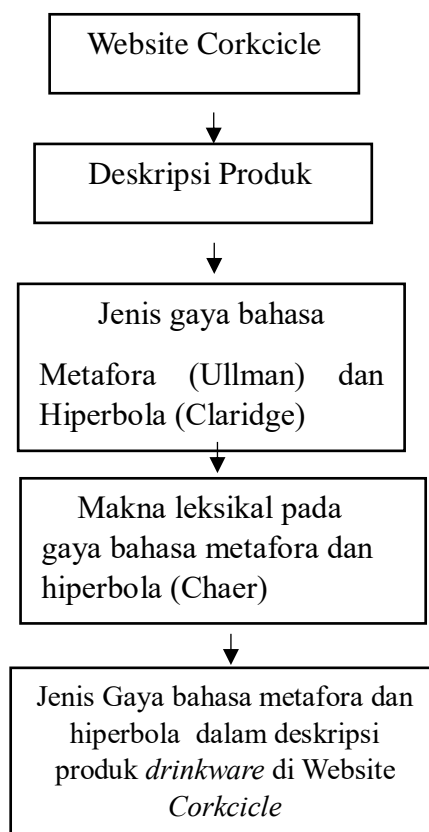 Website Corkcicle
Deskripsi Produk
Jenis gaya bahasa
Metafora (Ullman) dan
Hiperbola (Claridge)
Makna leksikal pada
gaya bahasa metafora dan
hiperbola (Chaer)
Jenis Gaya bahasa metafora dan
hiperbola dalam deskripsi
produk drinkware di Website
Corkcicle